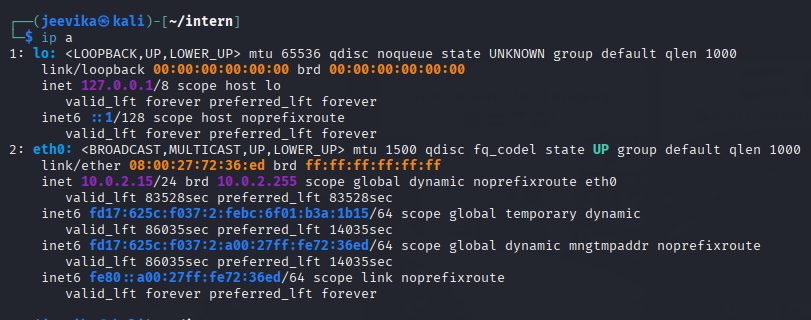 (jeevika㉿kali)-[~/intern]
$ ip a
1: lo: <LOOPBACK,UP,LOWER_UP> mtu 65536 qdisc noqueue state UNKNOWN group default qlen 1000
link/loopback 00:00:00:00:00:00 brd 00:00:00:00:00:00
inet 127.0.0.1/8 scope host lo
valid_lft forever preferred_lft forever
inet6 ::1/128 scope host noprefixroute
valid_lft forever preferred_lft forever
2: eth0: <BROADCAST,MULTICAST,UP,LOWER_UP> mtu 1500 qdisc fq_codel state UP group default qlen 1000
link/ether 08:00:27:72:36:ed brd ff:ff:ff:ff:ff:ff
inet 10.0.2.15/24 brd 10.0.2.255 scope global dynamic noprefixroute eth0
valid_lft 83528sec preferred_lft 83528sec
inet6 fd17:625c:f037:2:febc:6f01:b3a:1b15/64 scope global temporary dynamic
valid_lft 86035sec preferred_lft 14035sec
inet6 fd17:625c:f037:2:a00:27ff:fe72:36ed/64 scope global dynamic mngtmpaddr noprefixroute
valid_lft 86035sec preferred_lft 14035sec
inet6 fe80::a00:27ff:fe72:36ed/64 scope link noprefixroute
valid_lft forever preferred_lft forever